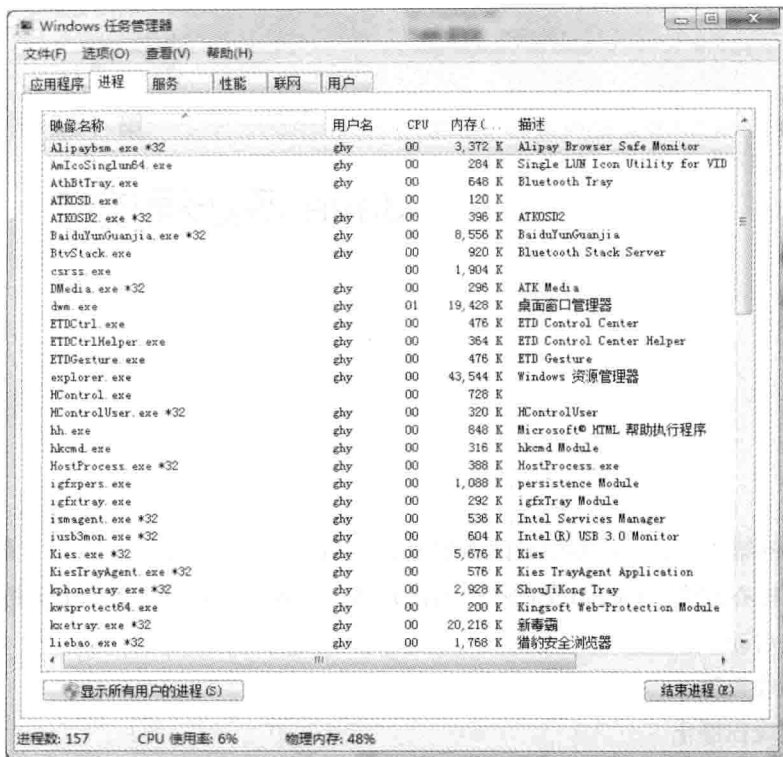 Windows 任务管理器
文件(F) 选项(O) 查看(V) 帮助(H)
应用程序 进程 服务 性能 联网 用户
映像名称 用户名 CPU 内存(... 描述
Alipaybsm.exe *32 ghy 00 3,372 K Alipay Browser Safe Monitor
AmIcoSinglun64.exe ghy 00 284 K Single LUN Icon Utility for VID
AthBtTray.exe ghy 00 648 K Bluetooth Tray
ATKOSD.exe 00 120 K
ATKOSD2.exe *32 ghy 00 396 K ATKOSD2
BaiduYunGuanjia.exe *32 ghy 00 8,556 K BaiduYunGuanjia
BtvStack.exe ghy 00 920 K Bluetooth Stack Server
csrss.exe 00 1,904 K
DMedia.exe *32 ghy 00 296 K ATK Media
dwm.exe ghy 01 19,428 K 桌面窗口管理器
ETDCtrl.exe ghy 00 476 K ETD Control Center
ETDCtrlHelper.exe ghy 00 364 K ETD Control Center Helper
ETDGesture.exe ghy 00 476 K ETD Gesture
explorer.exe ghy 00 43,544 K Windows 资源管理器
HControl.exe 00 728 K
HControlUser.exe *32 ghy 00 320 K HControlUser
hh.exe ghy 00 848 K Microsoft® HTML 帮助执行程序
hkcmd.exe ghy 00 316 K hkcmd Module
HostProcess.exe *32 ghy 00 388 K HostProcess.exe
igfxpers.exe ghy 00 1,088 K persistence Module
igfxtray.exe ghy 00 292 K igfxTray Module
ismagent.exe *32 ghy 00 536 K Intel Services Manager
iusb3mon.exe *32 ghy 00 604 K Intel(R) USB 3.0 Monitor
Kies.exe *32 ghy 00 5,676 K Kies
KiesTrayAgent.exe *32 ghy 00 576 K Kies TrayAgent Application
kphonetray.exe *32 ghy 00 2,928 K ShouJiKong Tray
kwsprotect64.exe ghy 00 200 K Kingsoft Web-Protection Module
kxetray.exe *32 ghy 00 20,216 K 新毒霸
liebao.exe *32 ghy 00 1,768 K 猎豹安全浏览器
显示所有用户的进程(S) 结束进程(E)
进程数: 157 CPU 使用率: 6% 物理内存: 48%